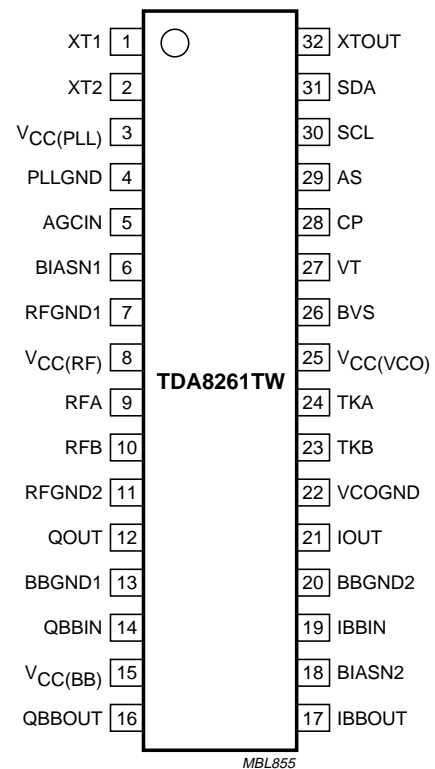 XT1 1 32 XTOUT
XT2 2 31 SDA
VCC(PLL) 3 30 SCL
PLLGND 4 29 AS
AGCIN 5 28 CP
BIASN1 6 27 VT
RFGND1 7 26 BVS
VCC(RF) 8 25 VCC(VCO)
TDA8261TW
RFA 9 24 TKA
RFB 10 23 TKB
RFGND2 11 22 VCOGND
QOUT 12 21 IOUT
BBGND1 13 20 BBGND2
QBBIN 14 19 IBBIN
VCC(BB) 15 18 BIASN2
QBBOUT 16 17 IBBOUT
MBL855